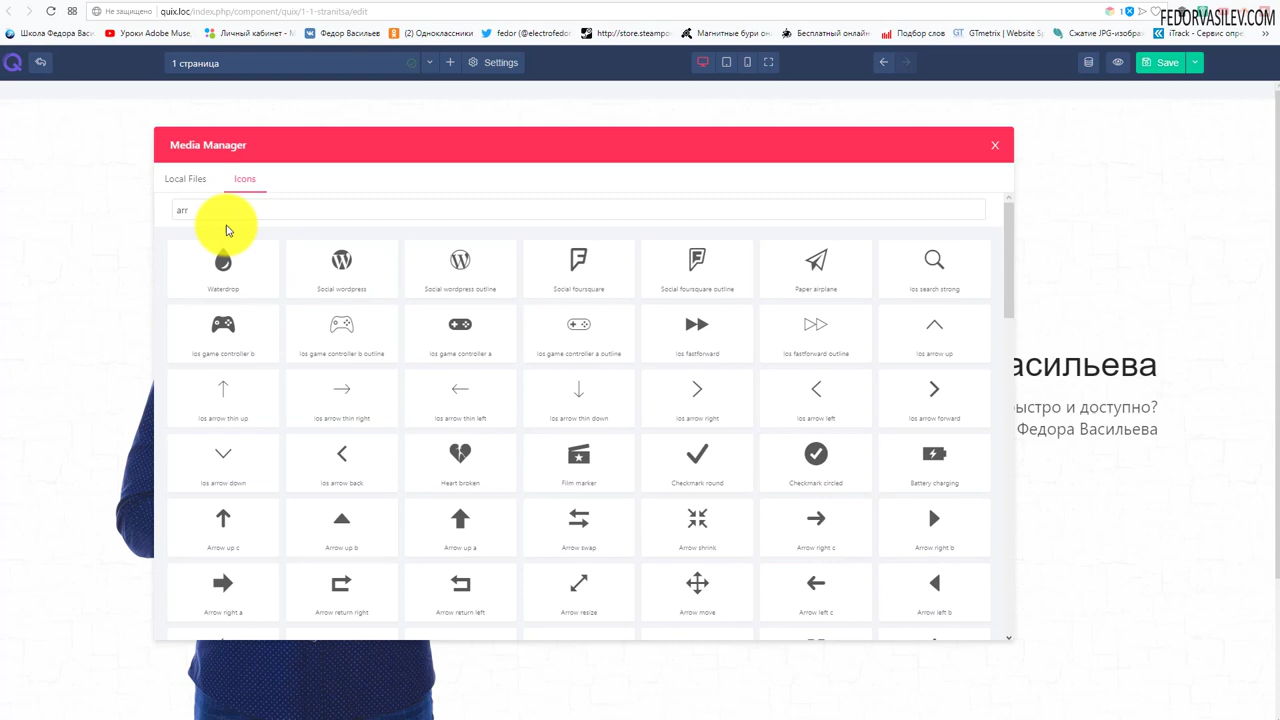 Не защищено quix.loc/index.php/component/quix/1-1-stranitsa/edit
1
FEDORVASILEV.COM
Школа Федора Васи
Уроки Adobe Muse,
Личный кабинет - М
Федор Васильев
(2) Одноклассники
fedor (@electrofedor)
http://store.steampo
Магнитные бури он
Бесплатный онлайн
Подбор слов
GTmetrix | Website S
Сжатие JPG-изображ
iTrack - Сервис опре
1 страница
Settings
Save
Media Manager
X
Local Files
Icons
arr
Waterdrop
Social wordpress
Social wordpress outline
Social foursquare
Social foursquare outline
Paper airplane
Ios search strong
Ios game controller b
Ios game controller b outline
Ios game controller a
Ios game controller a outline
Ios fastforward
Ios fastforward outline
Ios arrow up
Ios arrow thin up
Ios arrow thin right
Ios arrow thin left
Ios arrow thin down
Ios arrow right
Ios arrow left
Ios arrow forward
Ios arrow down
Ios arrow back
Heart broken
Film marker
Checkmark round
Checkmark circled
Battery charging
Arrow up c
Arrow up b
Arrow up a
Arrow swap
Arrow shrink
Arrow right c
Arrow right b
Arrow right a
Arrow return right
Arrow return left
Arrow resize
Arrow move
Arrow left c
Arrow left b
асильева
ыстро и доступно?
Федора Васильева